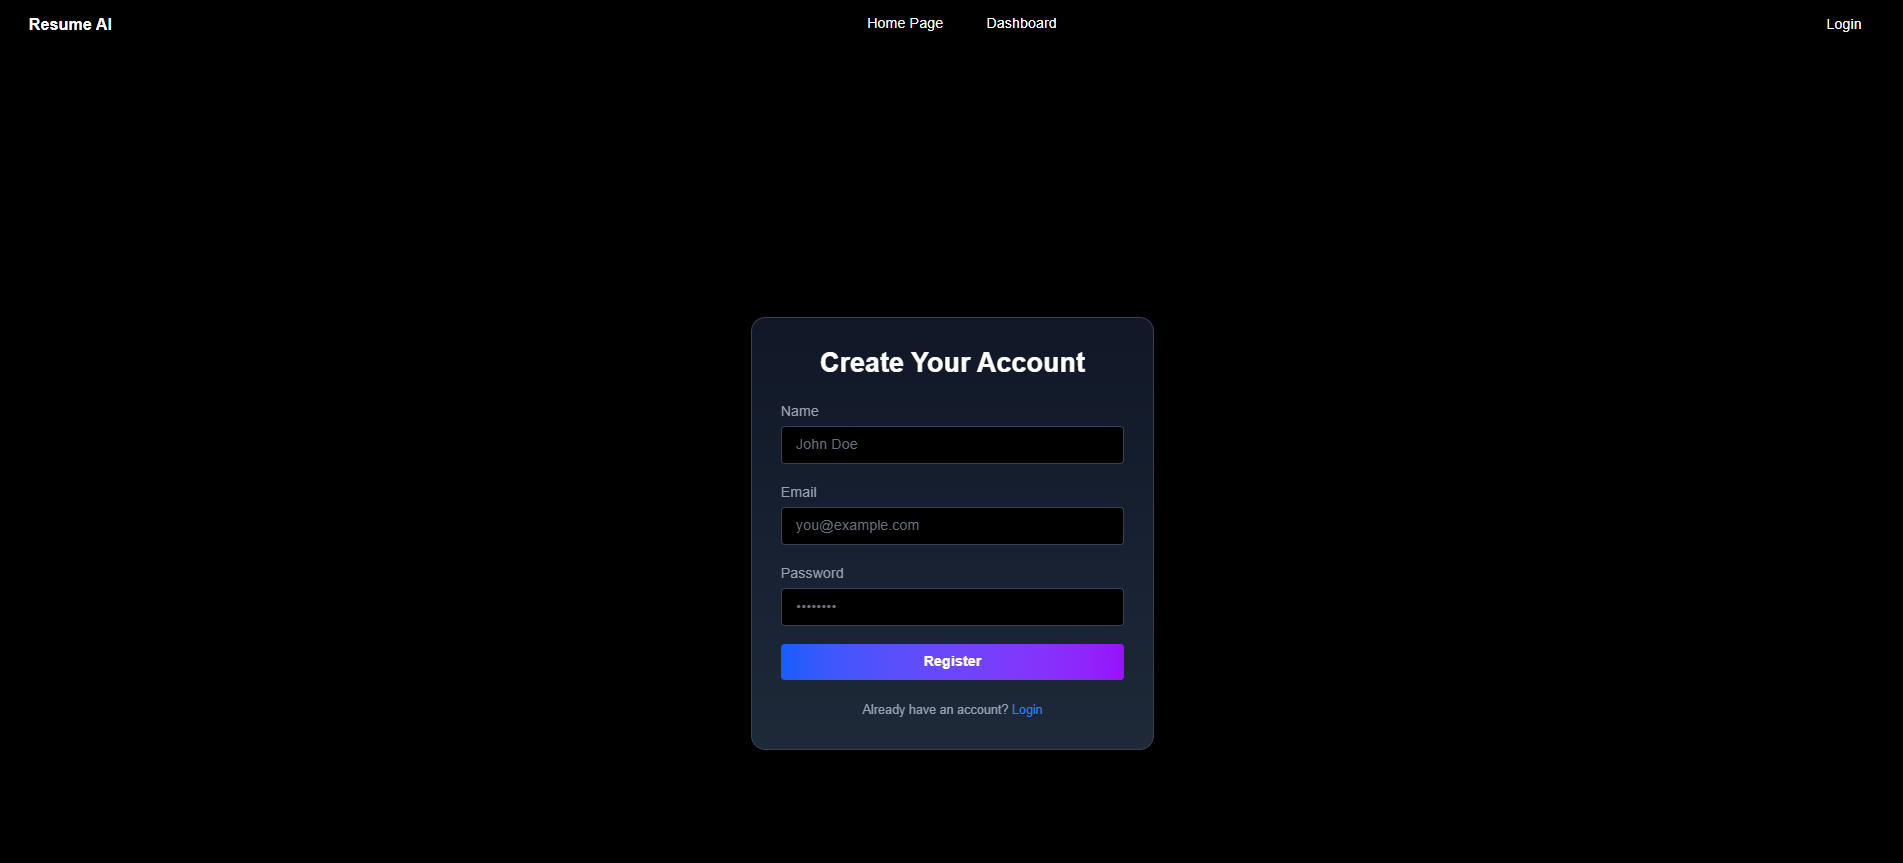 Resume AI
Home Page
Dashboard
Login
Create Your Account
Name
John Doe
Email
you@example.com
Password
••••••••
Register
Already have an account? Login